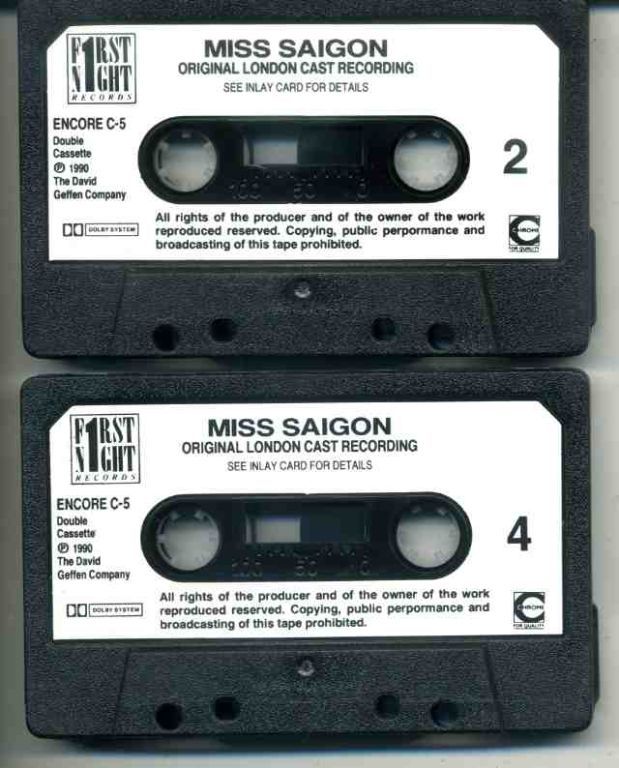 F1RST
N1GHT
RECORDS
MISS SAIGON
ORIGINAL LONDON CAST RECORDING
SEE INLAY CARD FOR DETAILS
ENCORE C-5
Double
Cassette
℗ 1990
The David
Geffen Company
2
100 50 0
DOLBY SYSTEM
All rights of the producer and of the owner of the work
reproduced reserved. Copying, public perpormance and
broadcasting of this tape prohibited.
CHROME
FOR QUALITY
F1RST
N1GHT
RECORDS
MISS SAIGON
ORIGINAL LONDON CAST RECORDING
SEE INLAY CARD FOR DETAILS
ENCORE C-5
Double
Cassette
℗ 1990
The David
Geffen Company
4
100 50 0
DOLBY SYSTEM
All rights of the producer and of the owner of the work
reproduced reserved. Copying, public perpormance and
broadcasting of this tape prohibited.
CHROME
FOR QUALITY